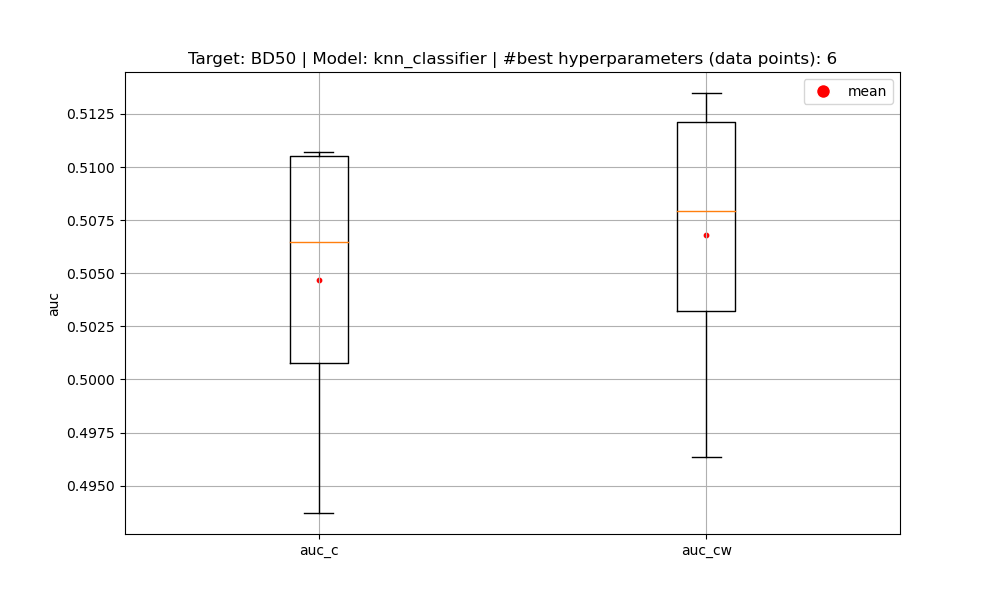 Target: BD50 | Model: knn_classifier | #best hyperparameters (data points): 6
mean
0.5125
0.5100
0.5075
0.5050
0.5025
0.5000
0.4975
0.4950
auc
auc_c
auc_cw